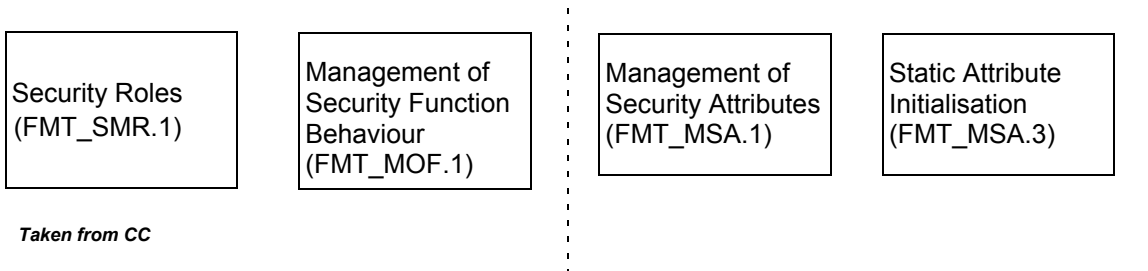 Security Roles
(FMT_SMR.1)
Management of
Security Function
Behaviour
(FMT_MOF.1)
Management of
Security Attributes
(FMT_MSA.1)
Static Attribute
Initialisation
(FMT_MSA.3)
Taken from CC